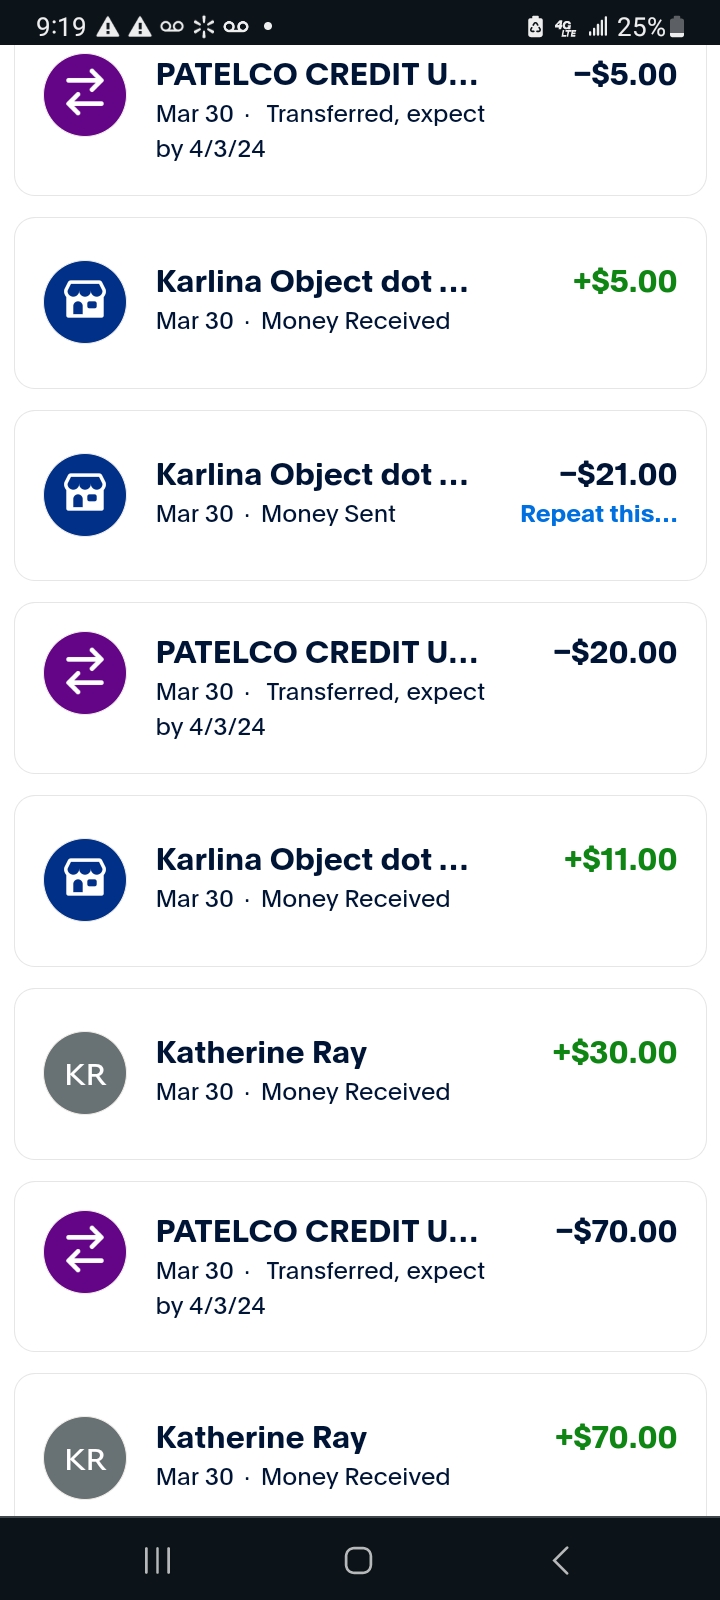 9:19 25%
4G LTE
PATELCO CREDIT U... −$5.00
Mar 30 · Transferred, expect
by 4/3/24
Karlina Object dot ... +$5.00
Mar 30 · Money Received
Karlina Object dot ... −$21.00
Mar 30 · Money Sent Repeat this...
PATELCO CREDIT U... −$20.00
Mar 30 · Transferred, expect
by 4/3/24
Karlina Object dot ... +$11.00
Mar 30 · Money Received
KR Katherine Ray +$30.00
Mar 30 · Money Received
PATELCO CREDIT U... −$70.00
Mar 30 · Transferred, expect
by 4/3/24
KR Katherine Ray +$70.00
Mar 30 · Money Received